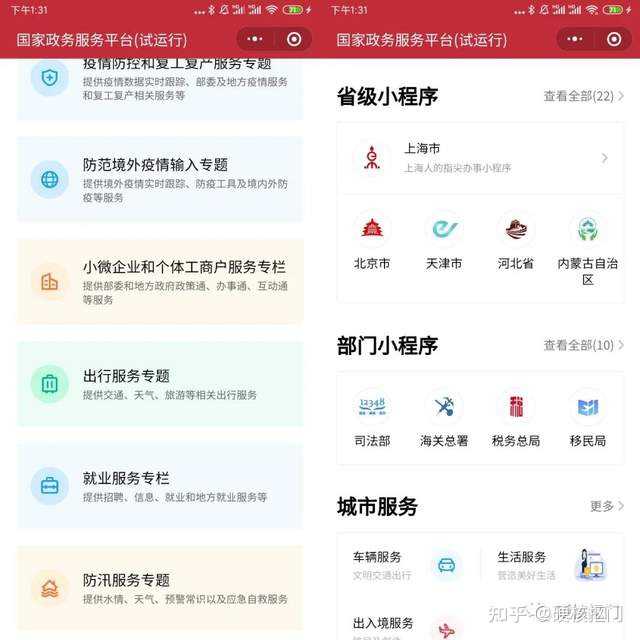 下午1:31
国家政务服务平台(试运行)
疫情防控和复工复产服务专题
提供疫情数据实时跟踪、部委及地方疫情服务
和复工复产相关服务等
防范境外疫情输入专题
提供境外疫情实时跟踪、防疫工具及境内外防
疫等服务
小微企业和个体工商户服务专栏
提供部委和地方政府政策通、办事通、互动通
等服务
出行服务专题
提供交通、天气、旅游等相关出行服务
就业服务专栏
提供招聘、信息、就业和地方就业服务等
防汛服务专题
提供水情、天气、预警常识以及应急自救服务
下午1:31
国家政务服务平台(试运行)
省级小程序
查看全部(22)
上海市
上海人的指尖办事小程序
北京市
天津市
河北省
内蒙古自治
区
部门小程序
查看全部(10)
12348
司法部
海关总署
税
税务总局
移民局
城市服务
更多
车辆服务
文明交通出行
生活服务
营造美好生活
出入境服务
知乎 @硬核抠门